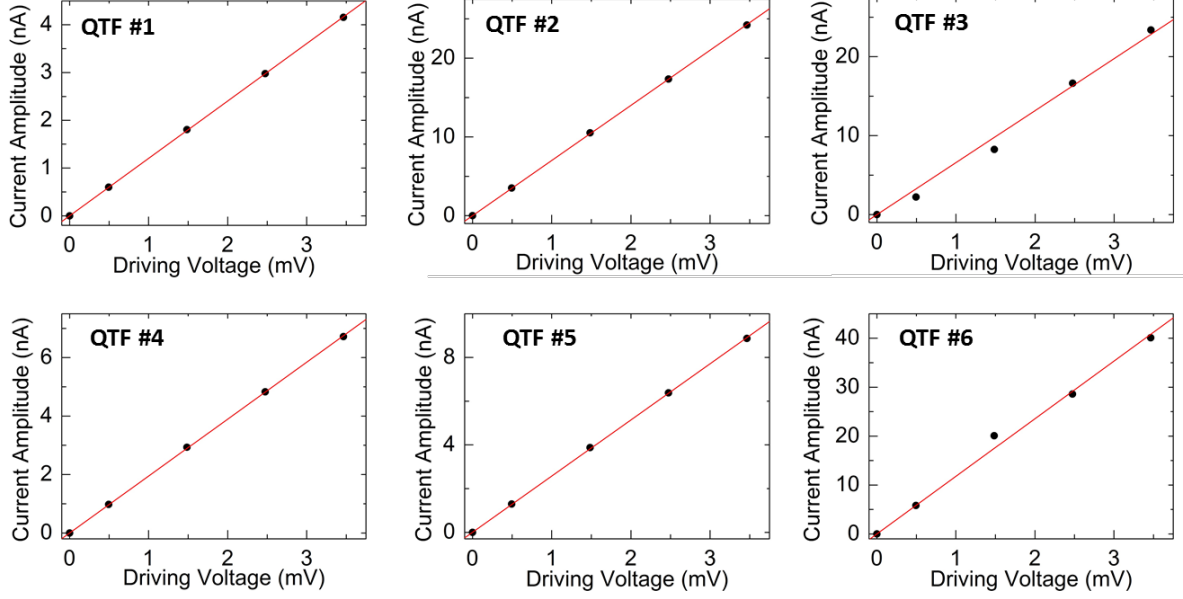 QTF #1
Current Amplitude (nA)
4
3
2
1
0
0 1 2 3
Driving Voltage (mV)
QTF #2
Current Amplitude (nA)
20
10
0
0 1 2 3
Driving Voltage (mV)
QTF #3
Current Amplitude (nA)
20
10
0
0 1 2 3
Driving Voltage (mV)
QTF #4
Current Amplitude (nA)
6
4
2
0
0 1 2 3
Driving Voltage (mV)
QTF #5
Current Amplitude (nA)
8
4
0
0 1 2 3
Driving Voltage (mV)
QTF #6
Current Amplitude (nA)
40
30
20
10
0
0 1 2 3
Driving Voltage (mV)